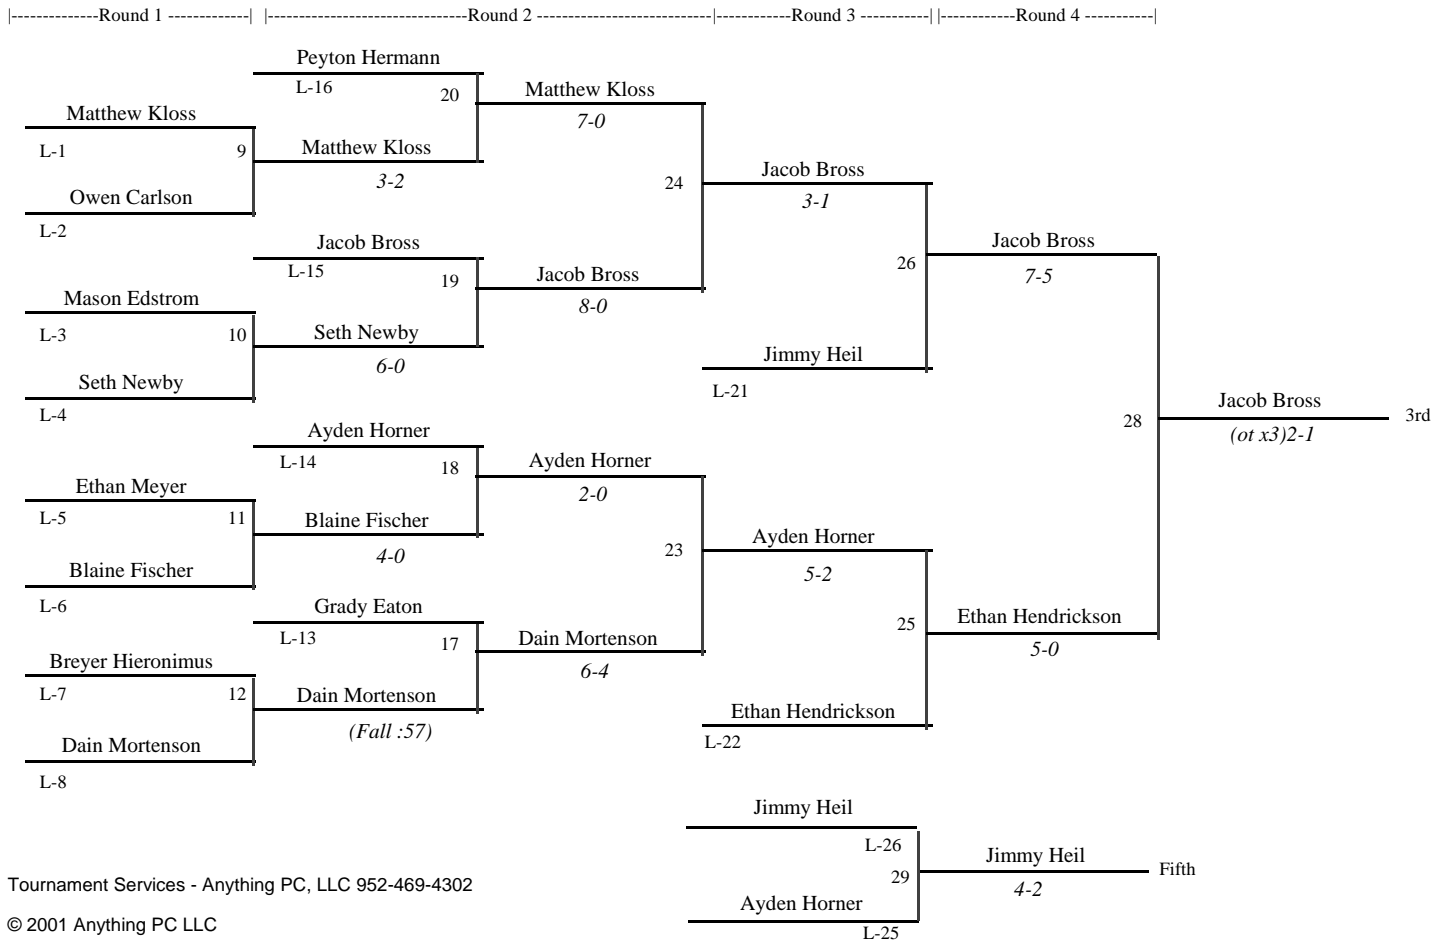 |--------------Round 1 -------------| |--------------------------------Round 2 ----------------------------|-------------Round 3 -----------| |------------Round 4 -----------|
Peyton Hermann
L-16
20
Matthew Kloss
7-0
Matthew Kloss
L-1
9
Matthew Kloss
3-2
Owen Carlson
L-2
24
Jacob Bross
3-1
Jacob Bross
L-15
19
Jacob Bross
8-0
26
Jacob Bross
7-5
Mason Edstrom
L-3
10
Seth Newby
6-0
Seth Newby
L-4
Jimmy Heil
L-21
28
Jacob Bross
(ot x3)2-1
3rd
Ayden Horner
L-14
18
Ayden Horner
2-0
Ethan Meyer
L-5
11
Blaine Fischer
4-0
Blaine Fischer
L-6
23
Ayden Horner
5-2
Grady Eaton
L-13
17
Dain Mortenson
6-4
25
Ethan Hendrickson
5-0
Breyer Hieronimus
L-7
12
Dain Mortenson
(Fall :57)
Dain Mortenson
L-8
Ethan Hendrickson
L-22
Jimmy Heil
L-26
29
Jimmy Heil
4-2
Fifth
Ayden Horner
L-25
Tournament Services - Anything PC, LLC 952-469-4302
© 2001 Anything PC LLC